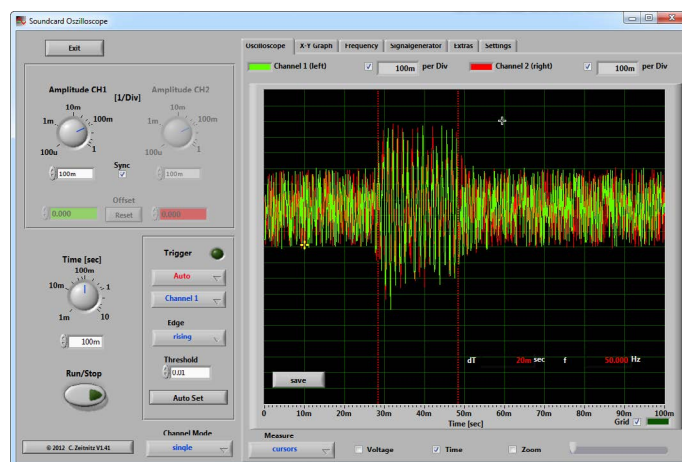 Soundcard Oszilloscope
Exit
Oscilloscope X-Y Graph Frequency Signalgenerator Extras Settings
Channel 1 (left) 100m per Div Channel 2 (right) 100m per Div
Amplitude CH1 [1/Div] Amplitude CH2
10m 10m
1m 100m 1m 100m
100u 1 100u 1
Sync
100m 100m
Offset
0.000 Reset 0.000
Time [sec]
100m
10m 1
1m 10
100m
Run/Stop
© 2012 C. Zeitnitz V1.41
Trigger
Auto
Channel 1
Edge
rising
Threshold
0.01
Auto Set
Channel Mode
single
dT 20m sec f 50.000 Hz
save
0 10m 20m 30m 40m 50m 60m 70m 80m 90m 100m
Time [sec] Grid
Measure
cursors Voltage Time Zoom